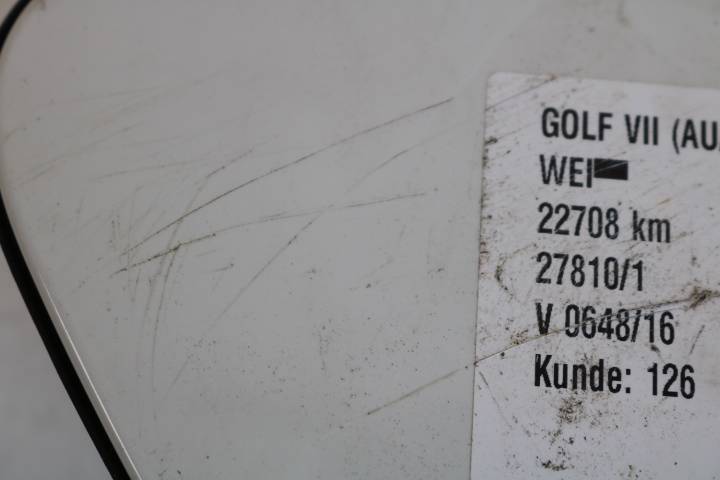 GOLF VII (AU
WEI
22708 km
27810/1
V 0648/16
Kunde: 126